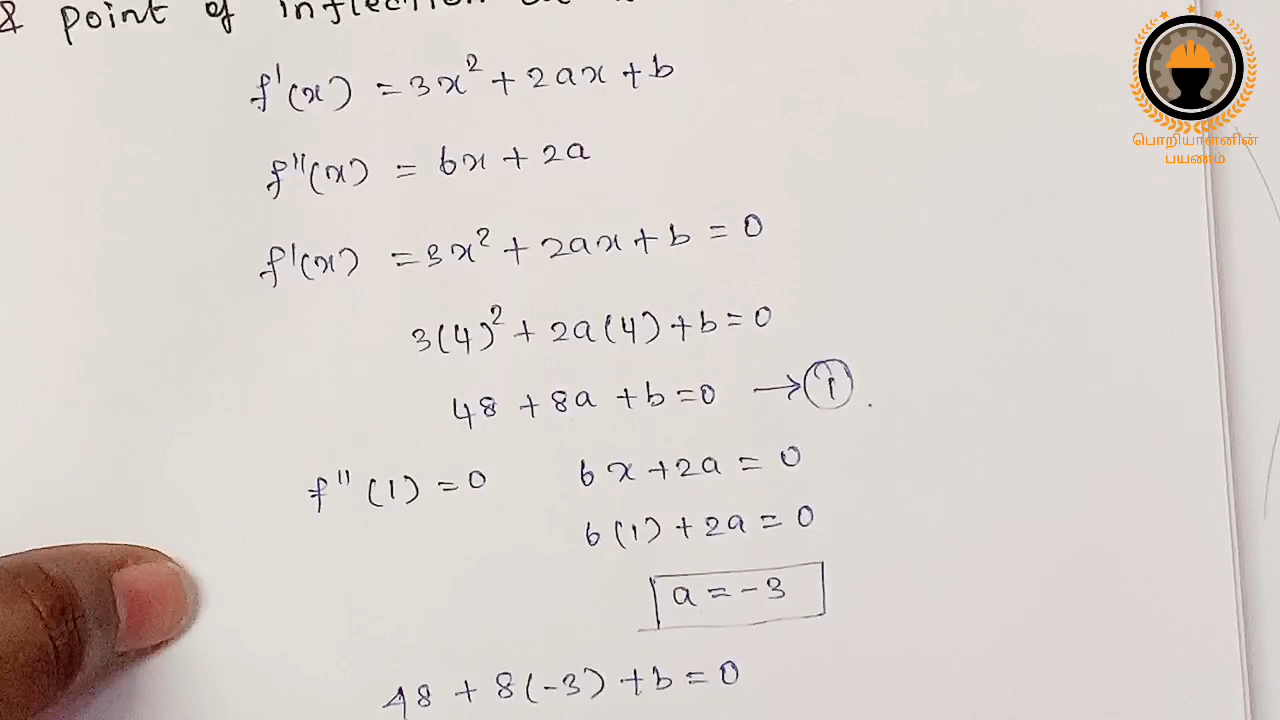 & point of inflection
f'(x) = 3x² + 2ax + b
f''(x) = 6x + 2a
f'(x) = 3x² + 2ax + b = 0
3(4)² + 2a(4) + b = 0
48 + 8a + b = 0 → ①
f''(1) = 0 6x + 2a = 0
6(1) + 2a = 0
a = -3
48 + 8(-3) + b = 0
பொறியாளனின்
பயணம்